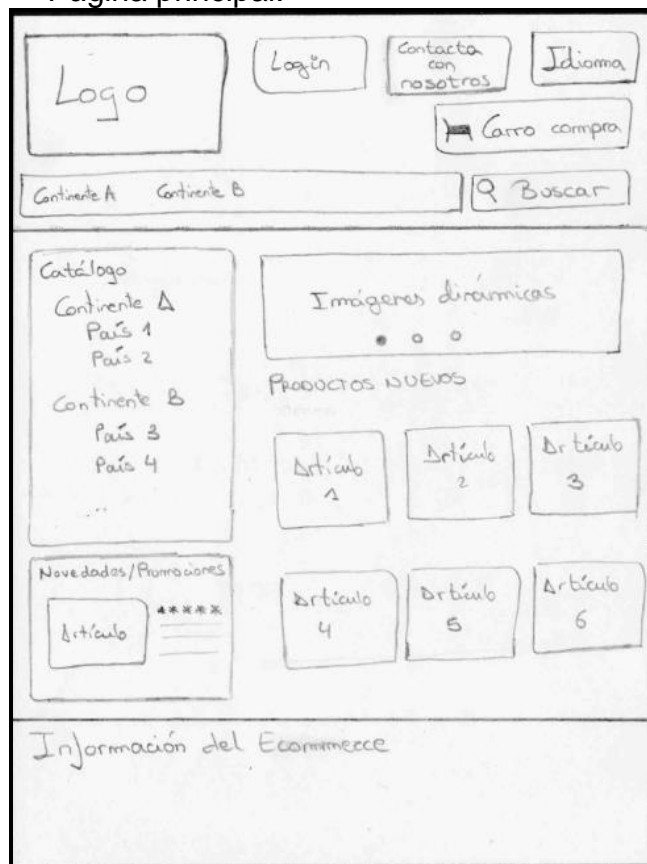 Página principal.
Logo
Login
Contacta
con
nosotros
Idioma
Carro compra
Continente A Continente B
Buscar
Catálogo
Continente A
País 1
País 2
Continente B
País 3
País 4
...
Imágenes dinámicas
PRODUCTOS NUEVOS
Artículo
1
Artículo
2
Artículo
3
Novedades/Promociones
Artículo
*****
Artículo
4
Artículo
5
Artículo
6
Información del Ecommerce